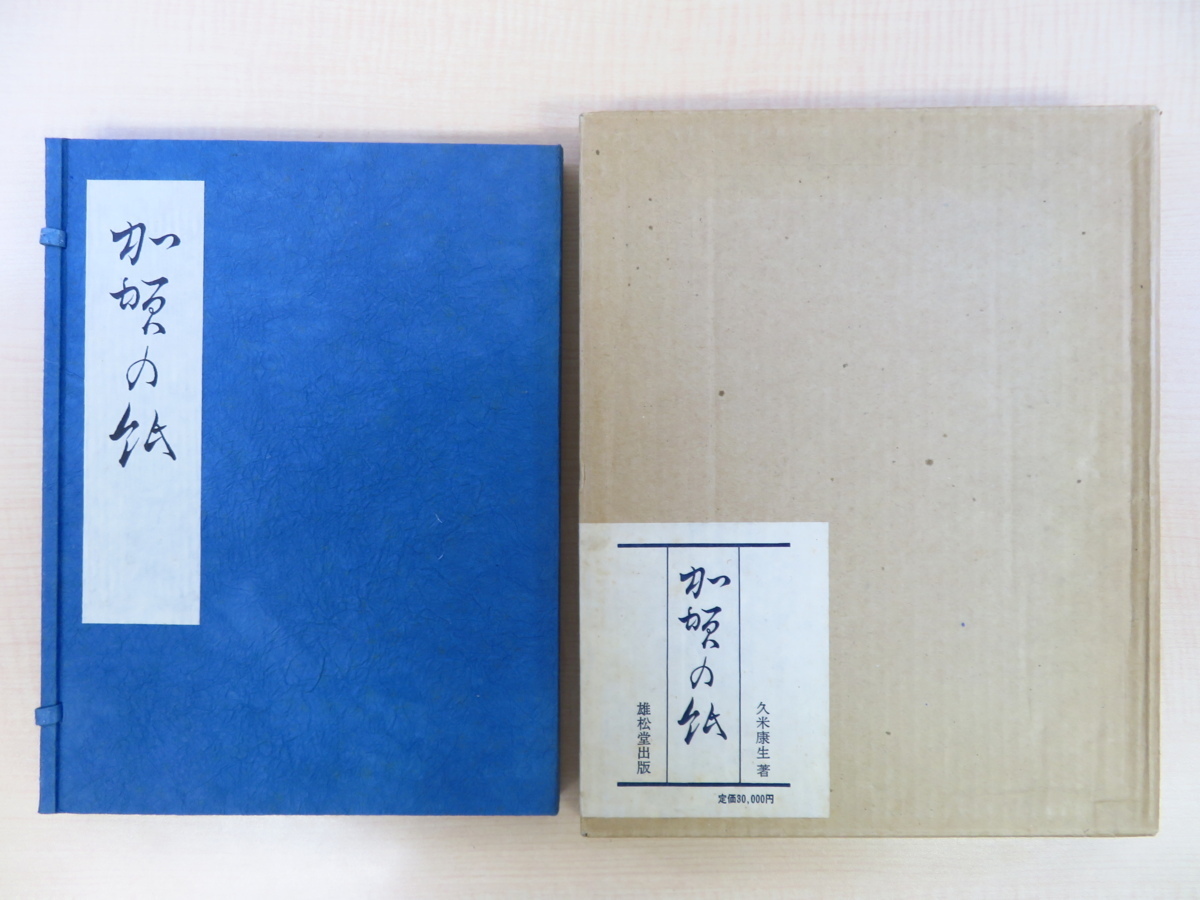 加賀の紙
久米康生 著
加賀の紙
雄松堂出版
定価30,000円